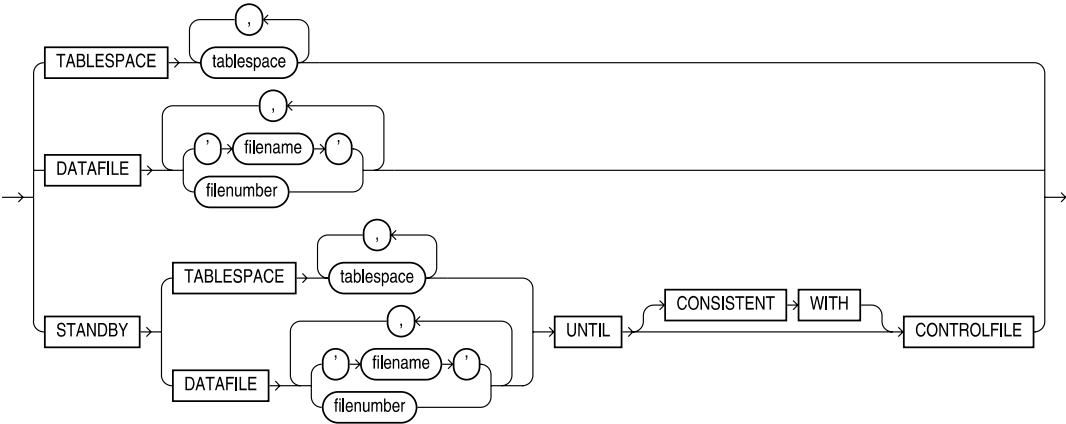 ,
TABLESPACE tablespace
,
' filename '
DATAFILE
filenumber
,
TABLESPACE tablespace
CONSISTENT WITH
STANDBY UNTIL CONTROLFILE
,
' filename '
DATAFILE
filenumber